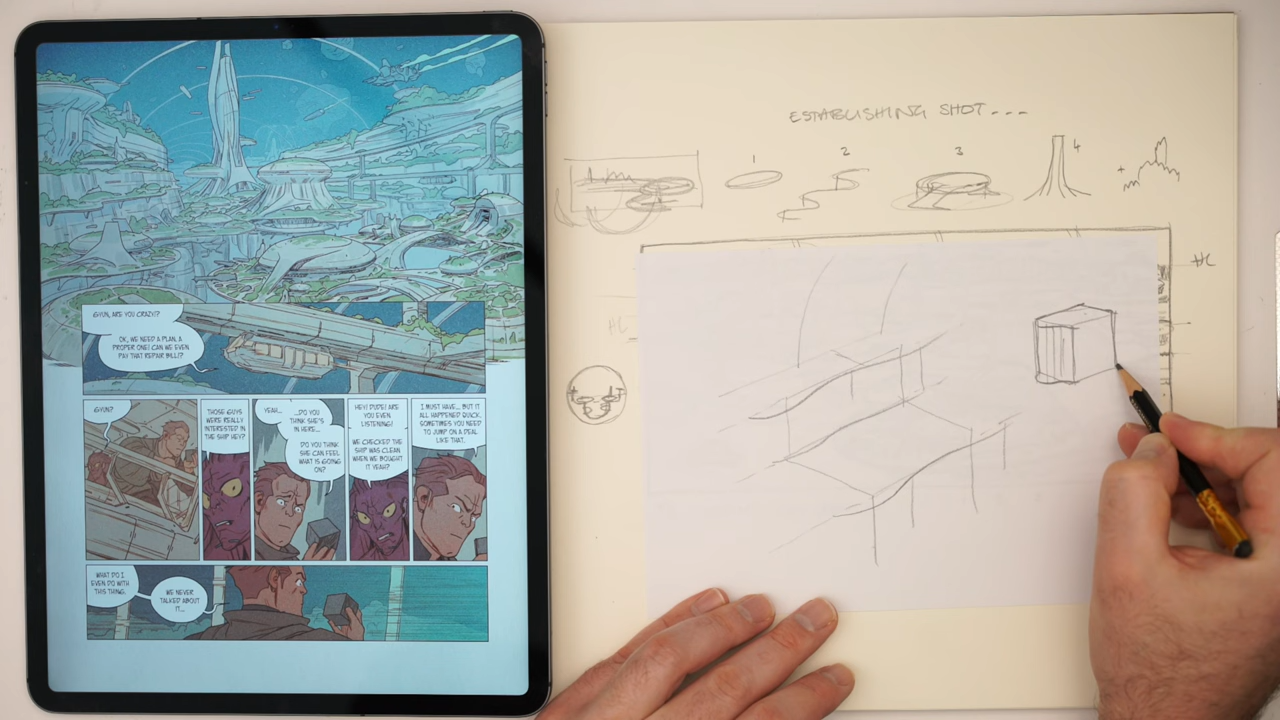 GYUN, ARE YOU CRAZY!?
OK, WE NEED A PLAN. A
PROPER ONE! CAN WE EVEN
PAY THAT REPAIR BILL!?
GYUN?
THOSE GUYS
WERE REALLY
INTERESTED IN
THE SHIP HEY?
YEAH...
...DO YOU
THINK SHE'S
IN HERE...
DO YOU THINK
SHE CAN FEEL
WHAT IS GOING
ON?
HEY! DUDE! ARE
YOU EVEN
LISTENING!
WE CHECKED THE
SHIP WAS CLEAN
WHEN WE BOUGHT
IT YEAH?
I MUST HAVE... BUT IT
ALL HAPPENED QUICK.
SOMETIMES YOU NEED
TO JUMP ON A DEAL
LIKE THAT.
WHAT DO I
EVEN DO WITH
THIS THING.
WE NEVER
TALKED ABOUT
IT...
ESTABLISHING SHOT...
1
2
3
4
+
HL
HL